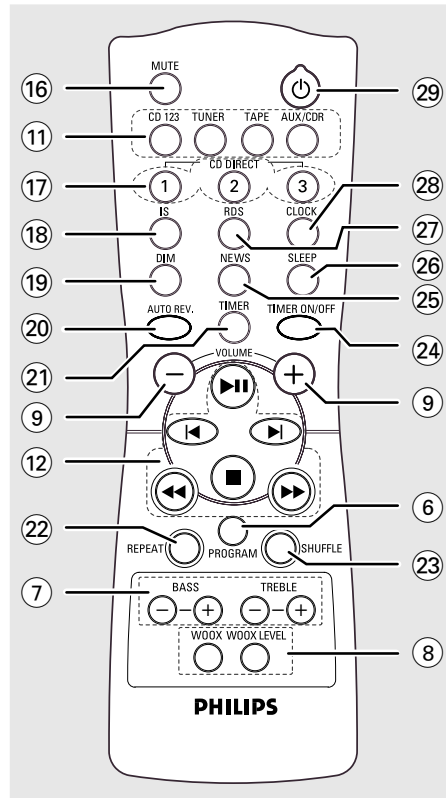 MUTE
16
29
CD 123 TUNER TAPE AUX/CDR
11
CD DIRECT
17
1 2 3
28
IS RDS CLOCK
18
27
DIM NEWS SLEEP
26
19
25
AUTO REV. TIMER TIMER ON/OFF
20
24
21
VOLUME
9
9
12
6
22
REPEAT PROGRAM SHUFFLE
23
7
BASS TREBLE
− + − +
WOOX WOOX LEVEL
8
PHILIPS